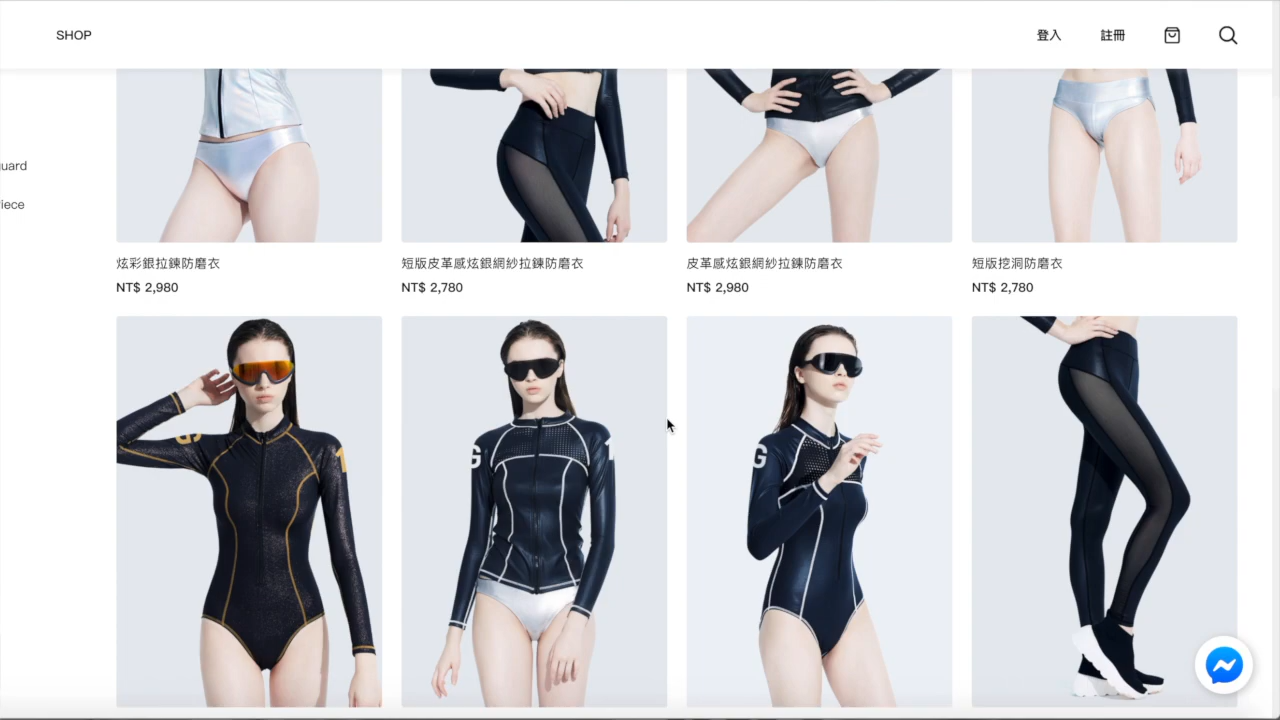 SHOP
登入
註冊
uard
iece
炫彩銀拉鍊防磨衣
NT$ 2,980
短版皮革感炫銀網紗拉鍊防磨衣
NT$ 2,780
皮革感炫銀網紗拉鍊防磨衣
NT$ 2,980
短版挖洞防磨衣
NT$ 2,780
G
1
G
G